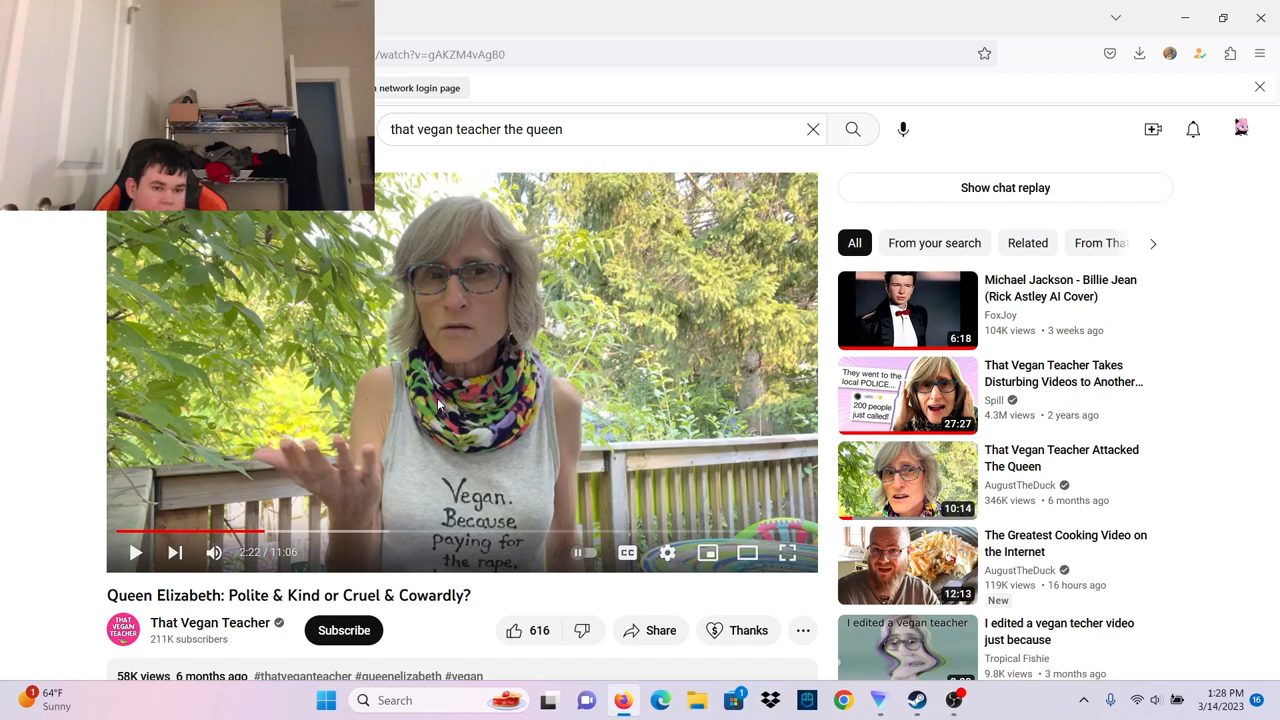 /watch?v=gAKZM4vAgB0
n network login page
that vegan teacher the queen
Show chat replay
All
From your search
Related
From Tha
Vegan.
Because
paying for
the rape,
2:22 / 11:06
CC
Queen Elizabeth: Polite & Kind or Cruel & Cowardly?
THAT
VEGAN
TEACHER
That Vegan Teacher
211K subscribers
Subscribe
616
Share
Thanks
58K views 6 months ago #thatveganteacher #queenelizabeth #vegan
6:18
Michael Jackson - Billie Jean
(Rick Astley AI Cover)
FoxJoy
104K views • 3 weeks ago
They went to the
local POLICE...
200 people
just called!
27:27
That Vegan Teacher Takes
Disturbing Videos to Another...
Spill
4.3M views • 2 years ago
10:14
That Vegan Teacher Attacked
The Queen
AugustTheDuck
346K views • 6 months ago
12:13
The Greatest Cooking Video on
the Internet
AugustTheDuck
119K views • 16 hours ago
New
I edited a vegan teacher
I edited a vegan techer video
just because
Tropical Fishie
9.8K views • 3 months ago
1
64°F
Sunny
Search
1
1:28 PM
3/14/2023
16